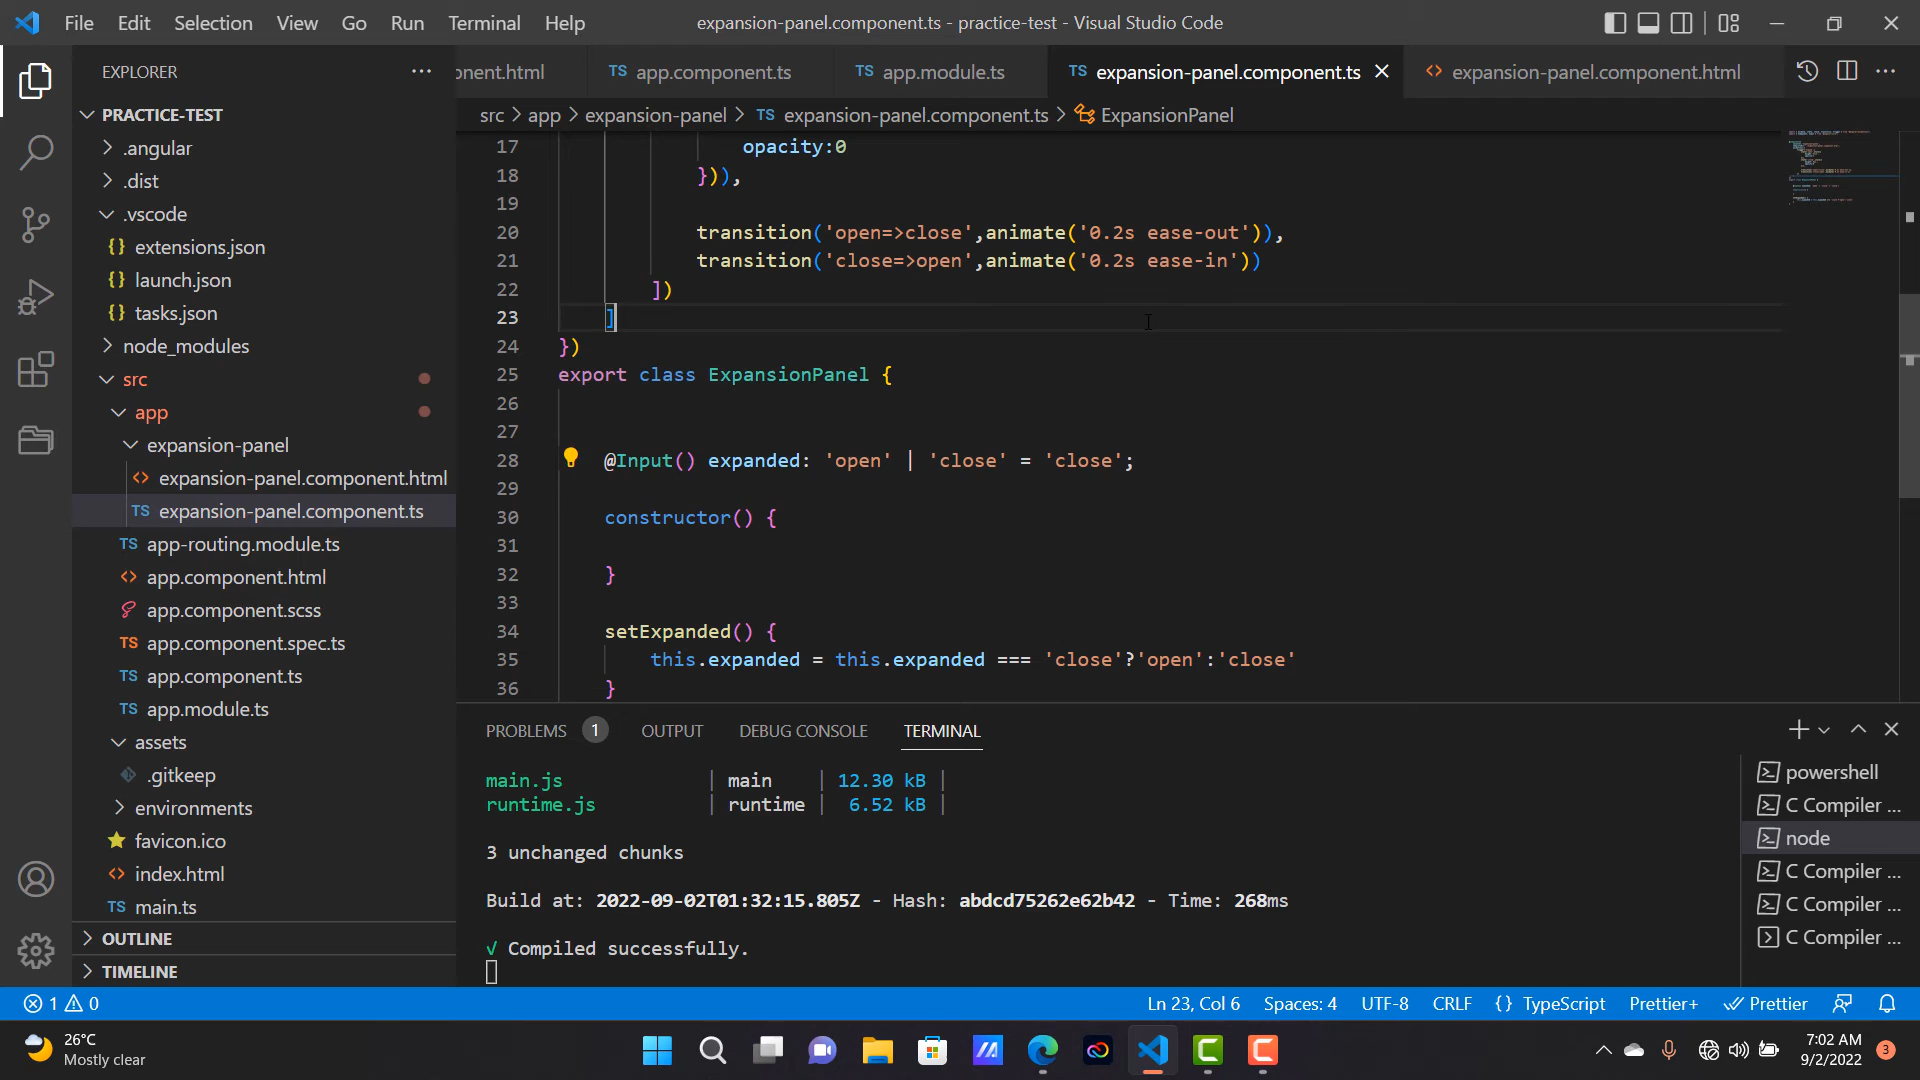 File Edit Selection View Go Run Terminal Help
expansion-panel.component.ts - practice-test - Visual Studio Code
EXPLORER
onent.html
TS app.component.ts
TS app.module.ts
TS expansion-panel.component.ts
expansion-panel.component.html
PRACTICE-TEST
src > app > expansion-panel > TS expansion-panel.component.ts > ExpansionPanel
.angular
.dist
.vscode
{} extensions.json
{} launch.json
{} tasks.json
node_modules
src
app
expansion-panel
<> expansion-panel.component.html
TS expansion-panel.component.ts
TS app-routing.module.ts
<> app.component.html
app.component.scss
TS app.component.spec.ts
TS app.component.ts
TS app.module.ts
assets
.gitkeep
environments
favicon.ico
<> index.html
TS main.ts
OUTLINE
TIMELINE
17 opacity:0
18 })),
19
20 transition('open=>close',animate('0.2s ease-out')),
21 transition('close=>open',animate('0.2s ease-in'))
22 ])
23 ]
24 })
25 export class ExpansionPanel {
26
27
28 @Input() expanded: 'open' | 'close' = 'close';
29
30 constructor() {
31
32 }
33
34 setExpanded() {
35 this.expanded = this.expanded === 'close'?'open':'close'
36 }
PROBLEMS 1 OUTPUT DEBUG CONSOLE TERMINAL
main.js | main | 12.30 kB |
runtime.js | runtime | 6.52 kB |
3 unchanged chunks
Build at: 2022-09-02T01:32:15.805Z - Hash: abdcd75262e62b42 - Time: 268ms
√ Compiled successfully.
powershell
C Compiler ...
node
C Compiler ...
C Compiler ...
C Compiler ...
1 0
Ln 23, Col 6 Spaces: 4 UTF-8 CRLF {} TypeScript Prettier+ Prettier
26°C
Mostly clear
7:02 AM
9/2/2022
3